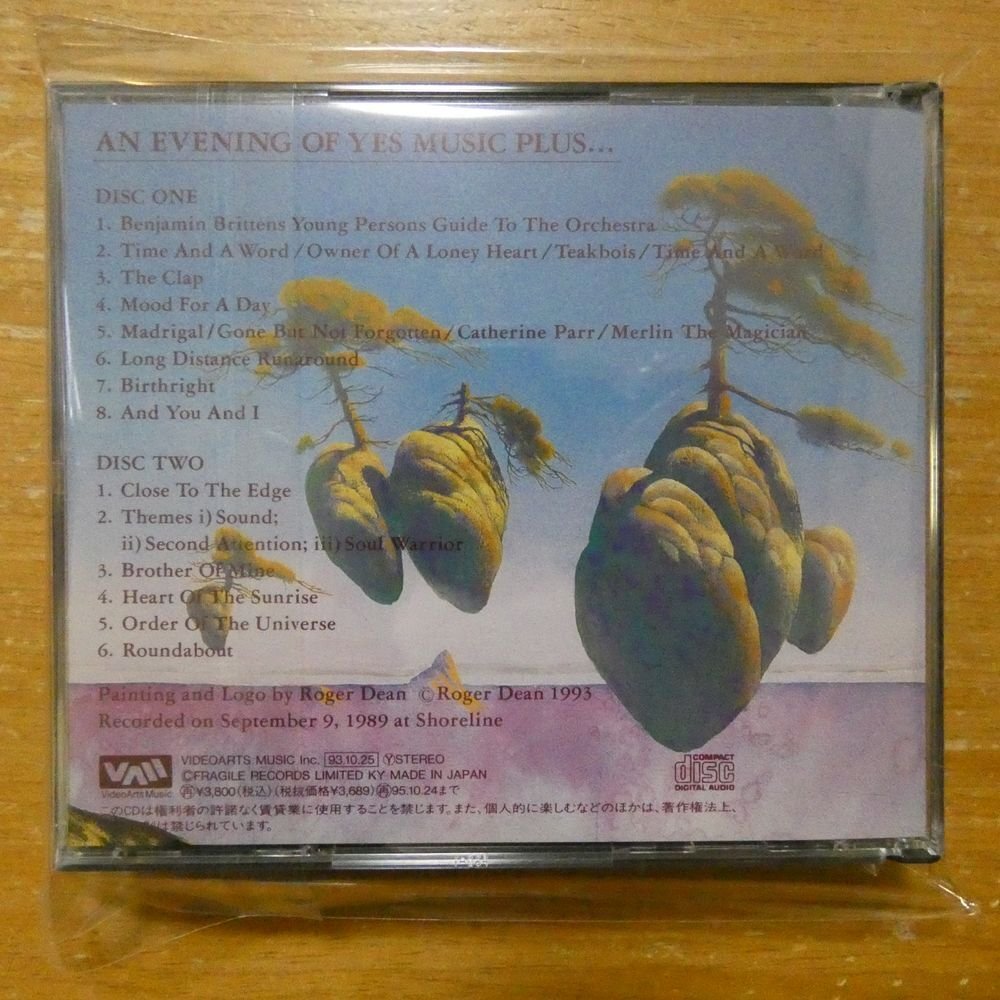 AN EVENING OF YES MUSIC PLUS...
DISC ONE
1. Benjamin Brittens Young Persons Guide To The Orchestra
2. Time And A Word/Owner Of A Loney Heart/Teakbois/Time And A Word
3. The Clap
4. Mood For A Day
5. Madrigal/Gone But Not Forgotten/Catherine Parr/Merlin The Magician
6. Long Distance Runaround
7. Birthright
8. And You And I
DISC TWO
1. Close To The Edge
2. Themes i) Sound;
ii) Second Attention; iii) Soul Warrior
3. Brother Of Mine
4. Heart Of The Sunrise
5. Order Of The Universe
6. Roundabout
Painting and Logo by Roger Dean ©Roger Dean 1993
Recorded on September 9, 1989 at Shoreline
VAM VideoArts Music
VIDEOARTS MUSIC Inc. 93.10.25 ⓎSTEREO
©FRAGILE RECORDS LIMITED KY MADE IN JAPAN
再¥3,800(税込)(税抜価格¥3,689)再95.10.24まで
COMPACT disc DIGITAL AUDIO
このCDは権利者の許諾なく賃貸業に使用することを禁じます。また、個人的に楽しむなどのほかは、著作権法上、
は禁じられています。